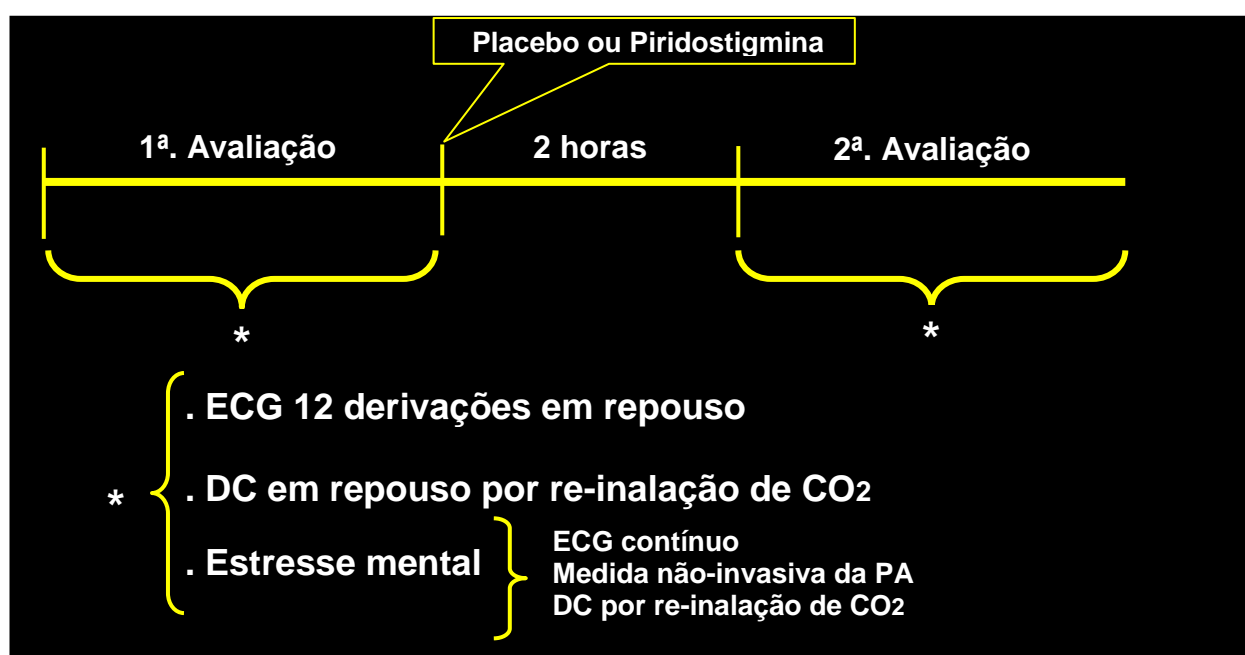 Placebo ou Piridostigmina
1ª. Avaliação
2 horas
2ª. Avaliação
*
*
. ECG 12 derivações em repouso
* . DC em repouso por re-inalação de CO2
. Estresse mental
ECG contínuo
Medida não-invasiva da PA
DC por re-inalação de CO2